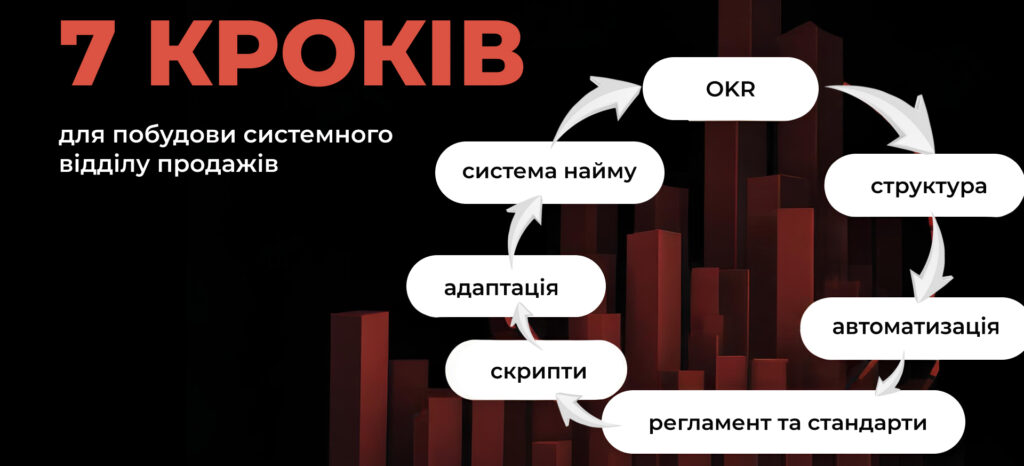 7 КРОКІВ
для побудови системного
відділу продажів
OKR
структура
автоматизація
регламент та стандарти
скрипти
адаптація
система найму